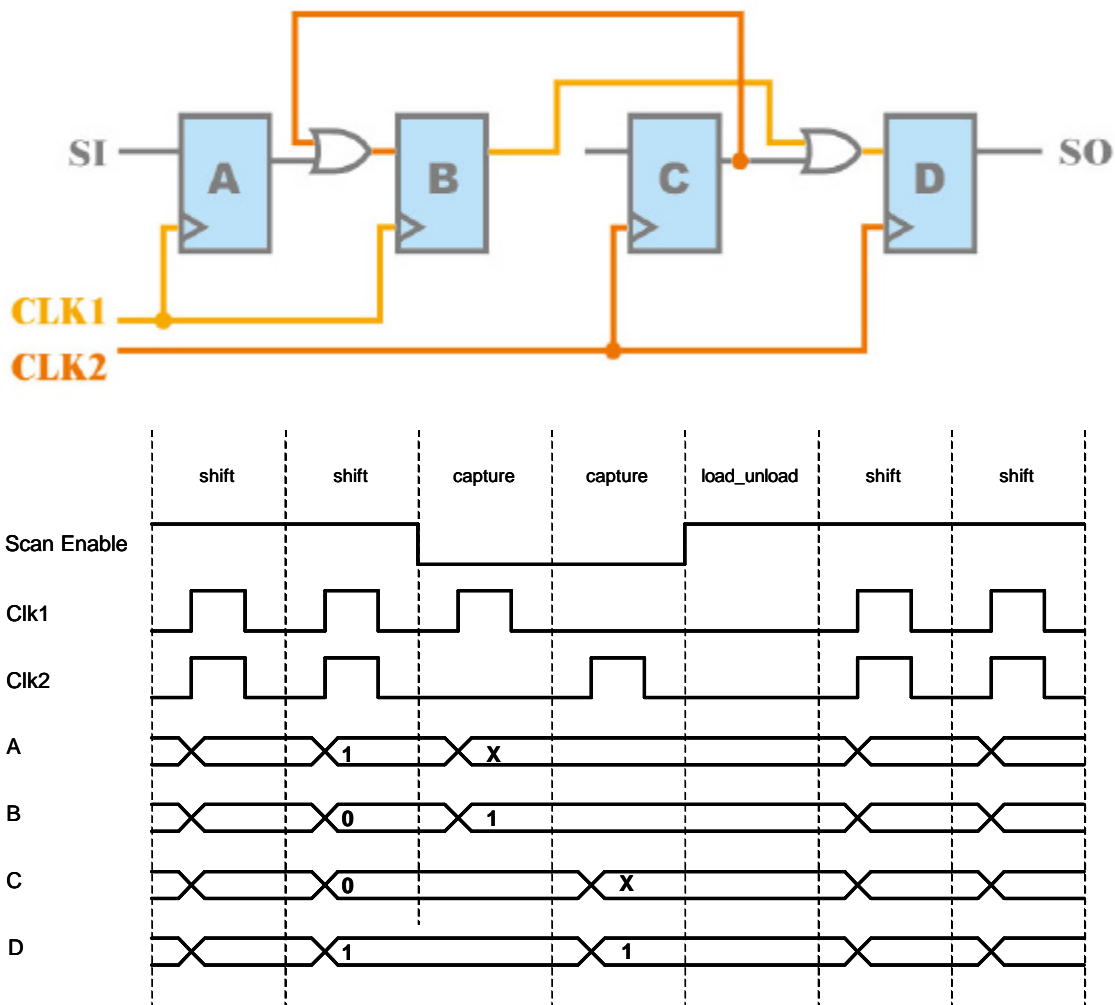 SI
A
B
C
D
SO
CLK1
CLK2
shift shift capture capture load_unload shift shift
Scan Enable
Clk1
Clk2
A 1 X
B 0 1
C 0 X
D 1 1